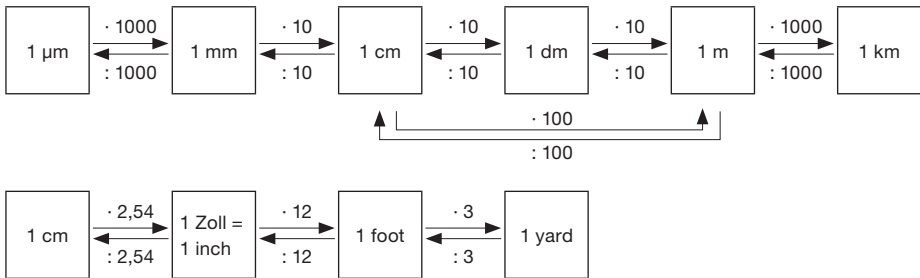 · 1000 · 10 · 10 · 10 · 1000
1 µm 1 mm 1 cm 1 dm 1 m 1 km
: 1000 : 10 : 10 : 10 : 1000
· 100
: 100
· 2,54 · 12 · 3
1 cm 1 Zoll = 1 foot 1 yard
1 inch
: 2,54 : 12 : 3